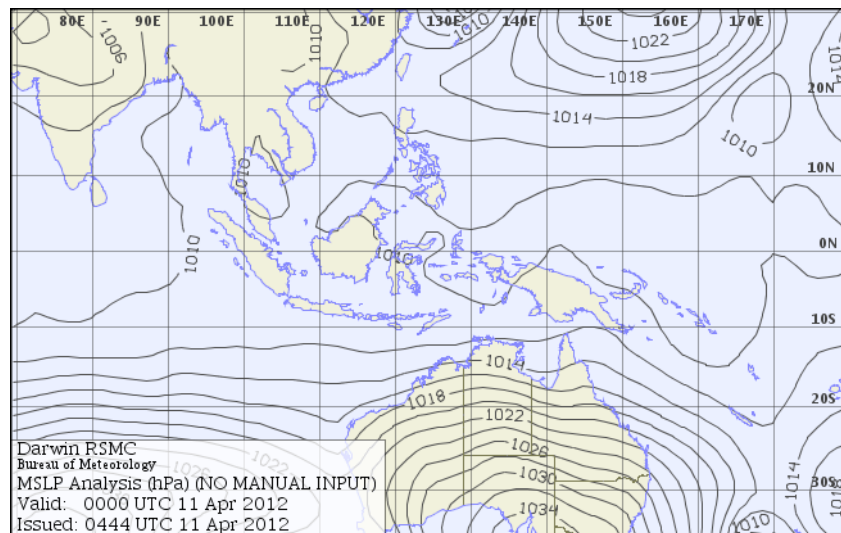 80E 90E 100E 110E 120E 130E 140E 150E 160E 170E
1006
1010
1010
1022
1014
1018
20N
1014
1010
10N
1010
1010
1010
0N
10S
1014
1018
20S
1022
1026
1022
1026
1030
1014
30S
1034
1010
1018
Darwin RSMC
Bureau of Meteorology
MSLP Analysis (hPa) (NO MANUAL INPUT)
Valid: 0000 UTC 11 Apr 2012
Issued: 0444 UTC 11 Apr 2012